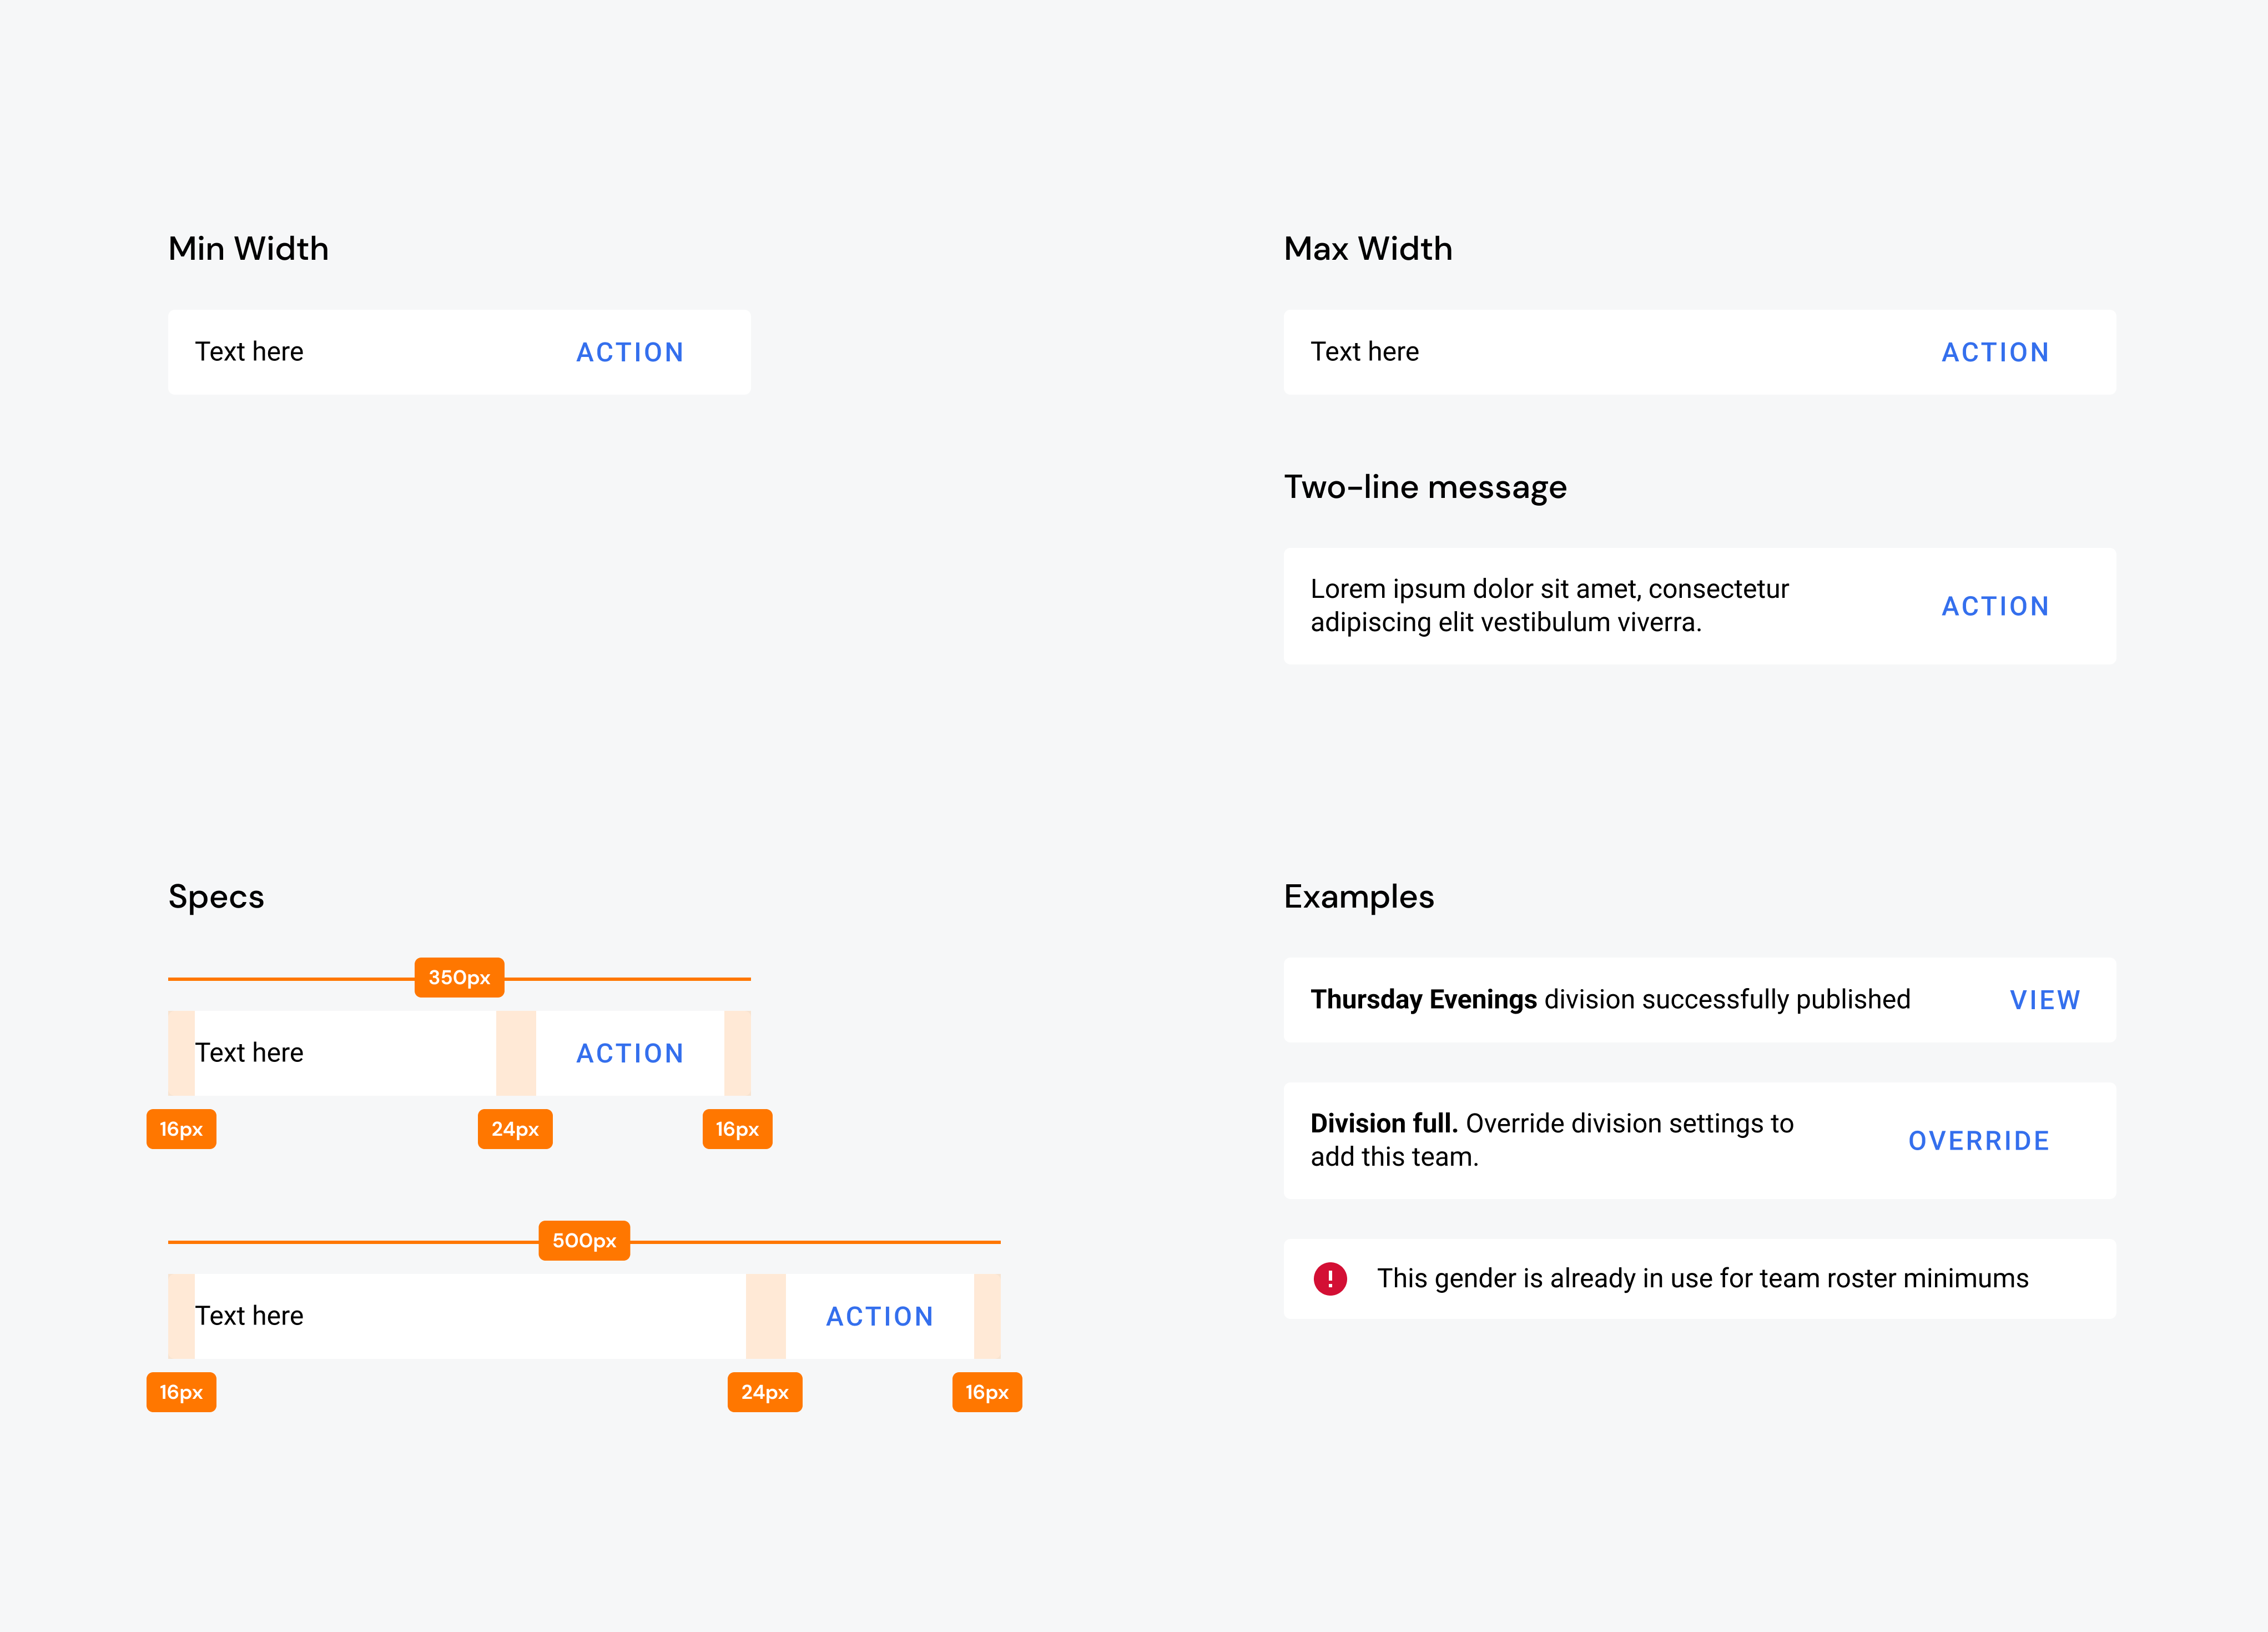 Min Width
Text here
ACTION
Max Width
Text here
ACTION
Two-line message
Lorem ipsum dolor sit amet, consectetur
adipiscing elit vestibulum viverra.
ACTION
Specs
350px
Text here
ACTION
16px
24px
16px
500px
Text here
ACTION
16px
24px
16px
Examples
Thursday Evenings division successfully published
VIEW
Division full. Override division settings to
add this team.
OVERRIDE
This gender is already in use for team roster minimums